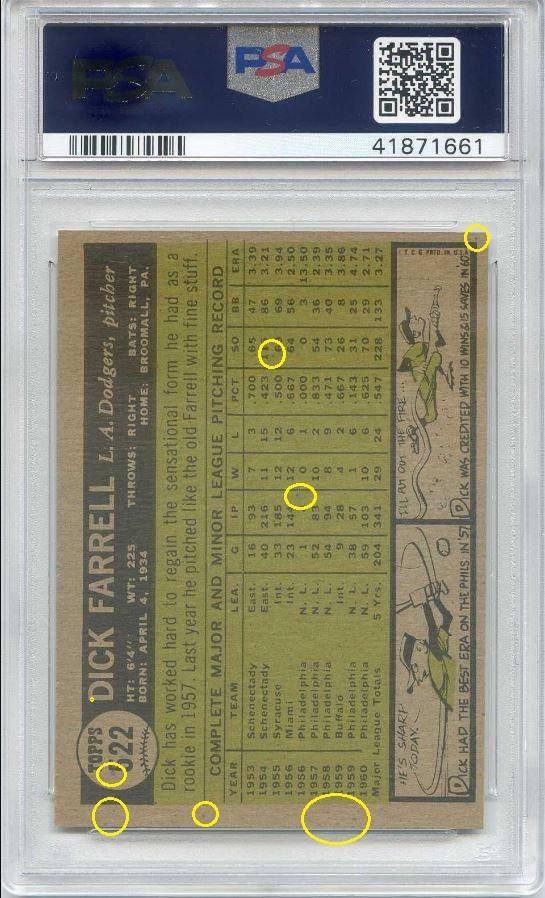 PSA
PSA
41871661
TOPPS
322
DICK FARRELL L. A. Dodgers, pitcher
HT: 6'4" WT: 225 THROWS: RIGHT BATS: RIGHT
BORN: APRIL 4, 1934 HOME: BROOMALL, PA.
Dick has worked hard to regain the sensational form he had as a
rookie in 1957. Last year he pitched like the old Farrell with fine stuff.
COMPLETE MAJOR AND MINOR LEAGUE PITCHING RECORD
YEAR TEAM LEA. G IP W L PCT SO BB ERA
1953 Schenectady East. 16 93 7 3 .700 65 47 3.39
1954 Schenectady East. 40 216 11 15 .423 86 3.21
1955 Syracuse Int. 33 185 12 12 .500 69 3.94
1956 Miami Int. 23 12 6 .667 64 56 2.50
1956 Philadelphia N. L. 1 0 1 .000 0 3 13.50
1957 Philadelphia N. L. 52 83 10 2 .833 54 36 2.39
1958 Philadelphia N. L. 54 94 8 9 .471 73 40 3.35
1959 Buffalo Int. 9 28 4 2 .667 26 8 3.86
1959 Philadelphia N. L. 38 57 1 6 .143 31 25 4.74
1960 Philadelphia N. L. 59 103 10 6 .625 70 29 2.71
Major League Totals 5 Yrs. 204 341 29 24 .547 228 133 3.27
HE'S SHARP TODAY.
DICK HAD THE BEST ERA ON THE PHILS IN '57
I'LL PUT OUT THE FIRE...
DICK WAS CREDITED WITH 10 WINS & 15 SAVES IN '60.
T. C. G. PRTD. IN U.S.A.